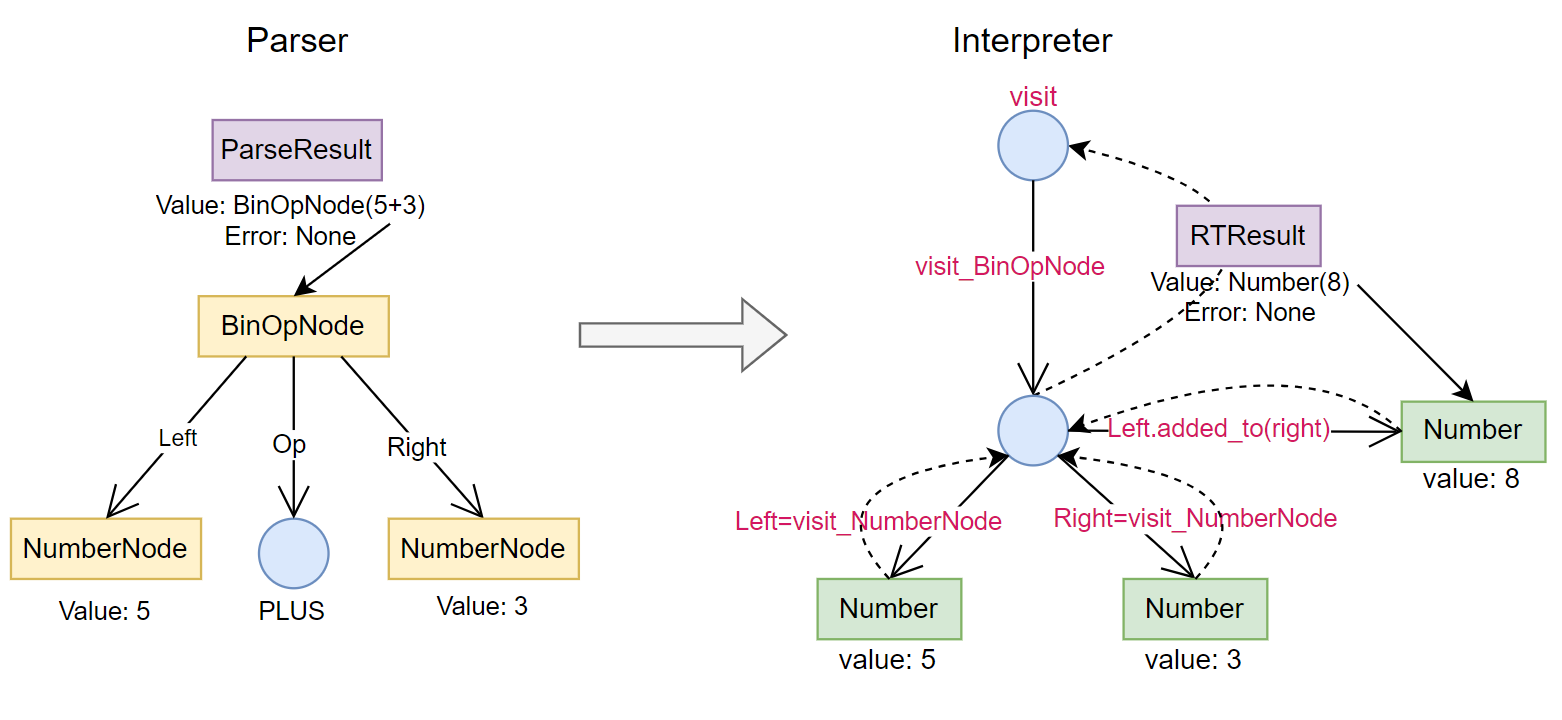 Parser
ParseResult
Value: BinOpNode(5+3)
Error: None
BinOpNode
Left
Op
Right
NumberNode
NumberNode
Value: 5
PLUS
Value: 3
Interpreter
visit
RTResult
visit_BinOpNode
Value: Number(8)
Error: None
Left.added_to(right)
Number
value: 8
Left=visit_NumberNode
Right=visit_NumberNode
Number
Number
value: 5
value: 3